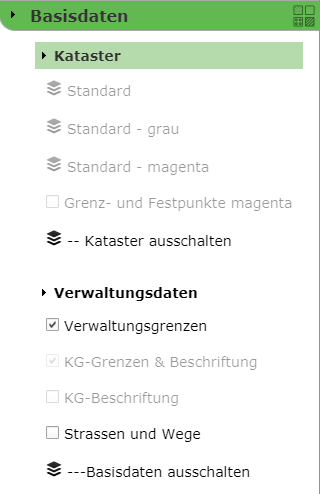 Basisdaten
Kataster
Standard
Standard - grau
Standard - magenta
Grenz- und Festpunkte magenta
-- Kataster ausschalten
Verwaltungsdaten
Verwaltungsgrenzen
KG-Grenzen & Beschriftung
KG-Beschriftung
Strassen und Wege
---Basisdaten ausschalten